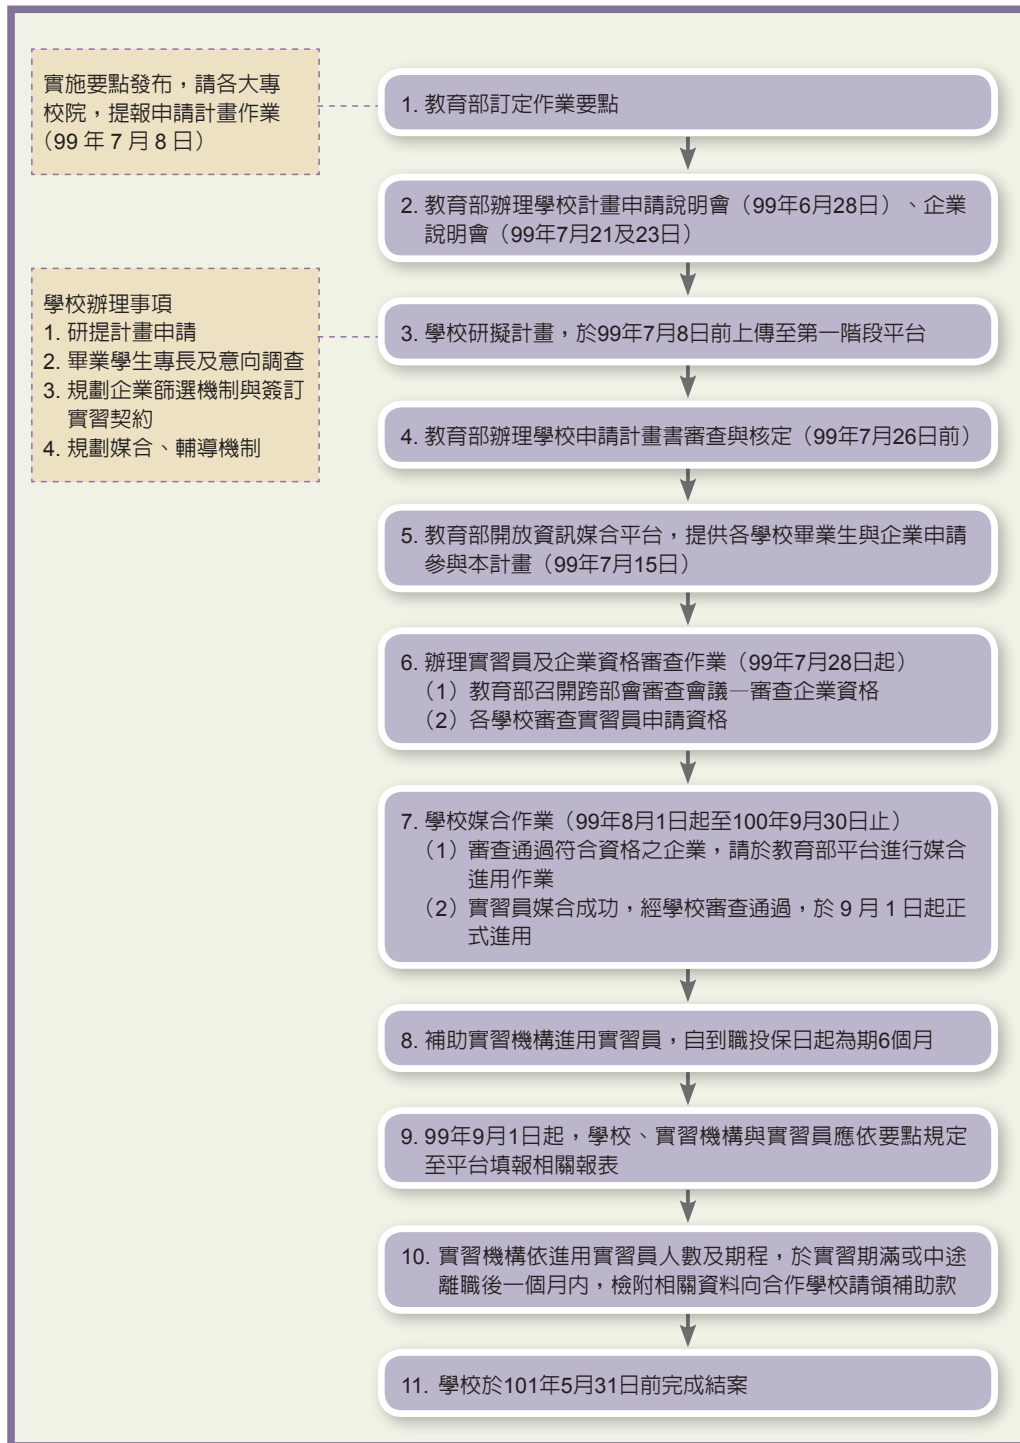 實施要點發布，請各大專
校院，提報申請計畫作業
（99 年 7 月 8 日）
1. 教育部訂定作業要點
2. 教育部辦理學校計畫申請說明會（99年6月28日）、企業
說明會（99年7月21及23日）
學校辦理事項
1. 研提計畫申請
2. 畢業學生專長及意向調查
3. 規劃企業篩選機制與簽訂
實習契約
4. 規劃媒合、輔導機制
3. 學校研擬計畫，於99年7月8日前上傳至第一階段平台
4. 教育部辦理學校申請計畫書審查與核定（99年7月26日前）
5. 教育部開放資訊媒合平台，提供各學校畢業生與企業申請
參與本計畫（99年7月15日）
6. 辦理實習員及企業資格審查作業（99年7月28日起）
（1）教育部召開跨部會審查會議—審查企業資格
（2）各學校審查實習員申請資格
7. 學校媒合作業（99年8月1日起至100年9月30日止）
（1）審查通過符合資格之企業，請於教育部平台進行媒合
進用作業
（2）實習員媒合成功，經學校審查通過，於 9 月 1 日起正
式進用
8. 補助實習機構進用實習員，自到職投保日起為期6個月
9. 99年9月1日起，學校、實習機構與實習員應依要點規定
至平台填報相關報表
10. 實習機構依進用實習員人數及期程，於實習期滿或中途
離職後一個月內，檢附相關資料向合作學校請領補助款
11. 學校於101年5月31日前完成結案